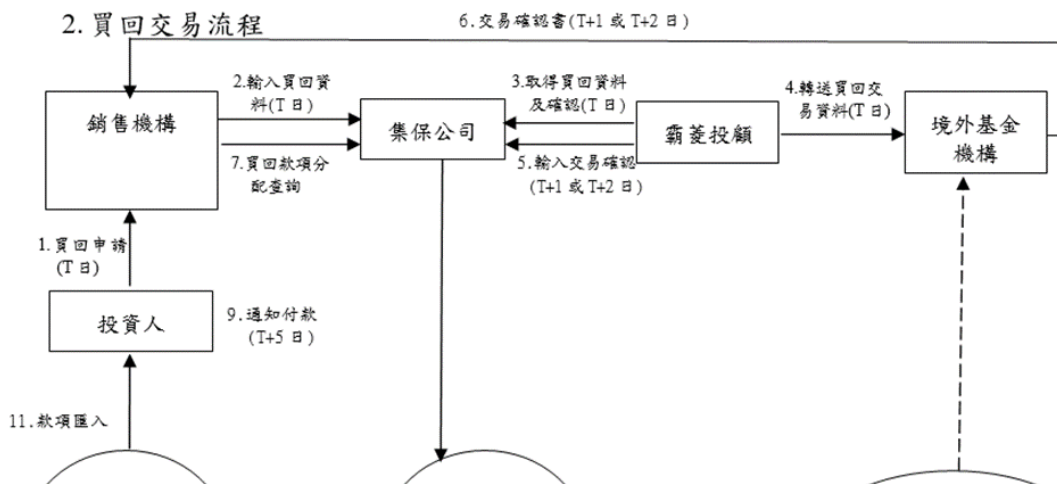 2.買回交易流程
6.交易確認書(T+1 或 T+2 日)
2.輸入買回資
料(T 日)
3.取得買回資料
及確認(T 日)
4.轉送買回交
易資料(T 日)
銷售機構
集保公司
霸菱投顧
境外基金
機構
7.買回款項分
配查詢
5.輸入交易確認
(T+1 或 T+2 日)
1.買回申請
(T 日)
投資人
9.通知付款
(T+5 日)
11.款項匯入